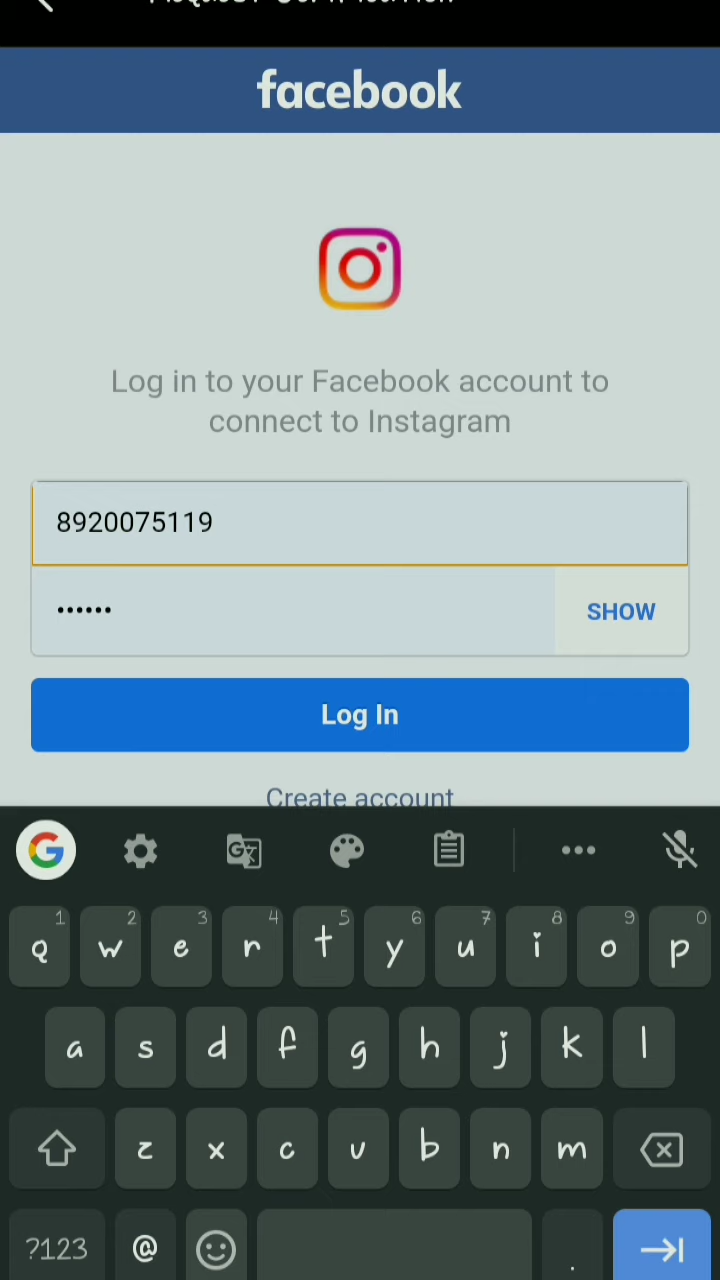 facebook
Log in to your Facebook account to
connect to Instagram
8920075119
••••••
SHOW
Log In
Create account
G
1 2 3 4 5 6 7 8 9 0
q w e r t y u i o p
a s d f g h j k l
z x c v b n m
?123 @ .